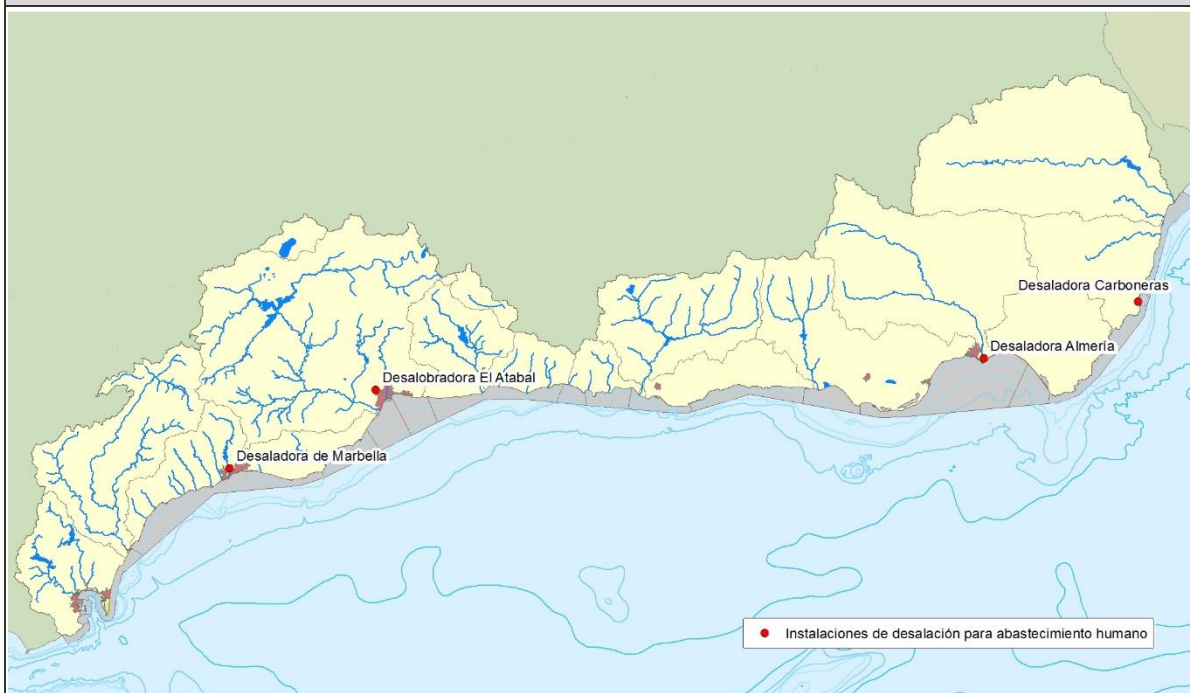 Desaladora Carboneras
Desaladora Almería
Desalobradora El Atabal
Desaladora de Marbella
Instalaciones de desalación para abastecimiento humano